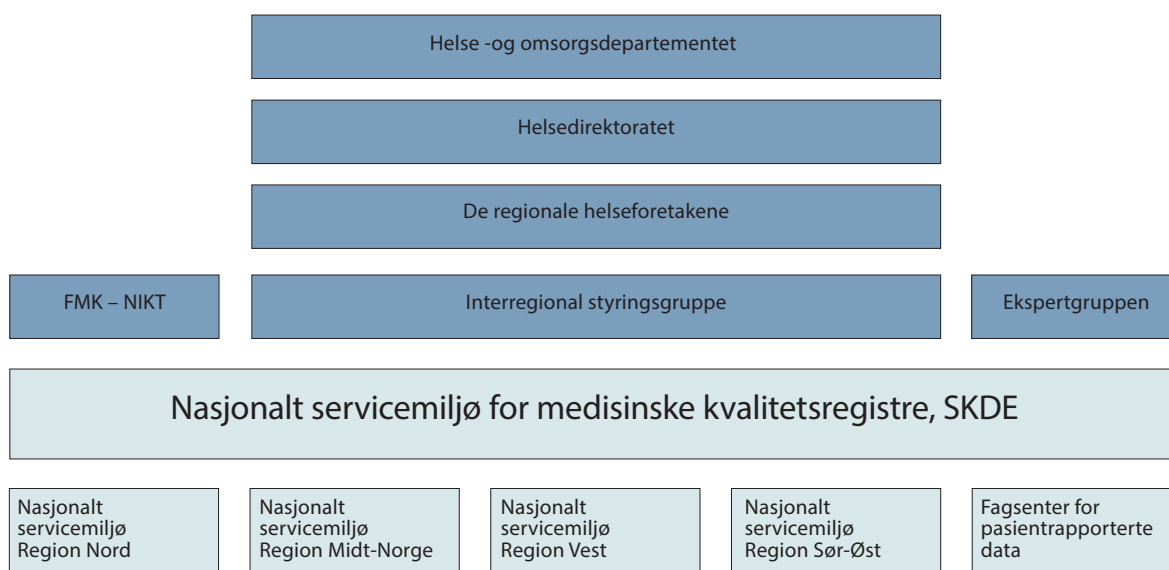 Helse -og omsorgsdepartementet
Helsedirektoratet
De regionale helseforetakene
FMK – NIKT
Interregional styringsgruppe
Ekspertgruppen
Nasjonalt servicemiljø for medisinske kvalitetsregistre, SKDE
Nasjonalt
servicemiljø
Region Nord
Nasjonalt
servicemiljø
Region Midt-Norge
Nasjonalt
servicemiljø
Region Vest
Nasjonalt
servicemiljø
Region Sør-Øst
Fagsenter for
pasientrapporterte
data